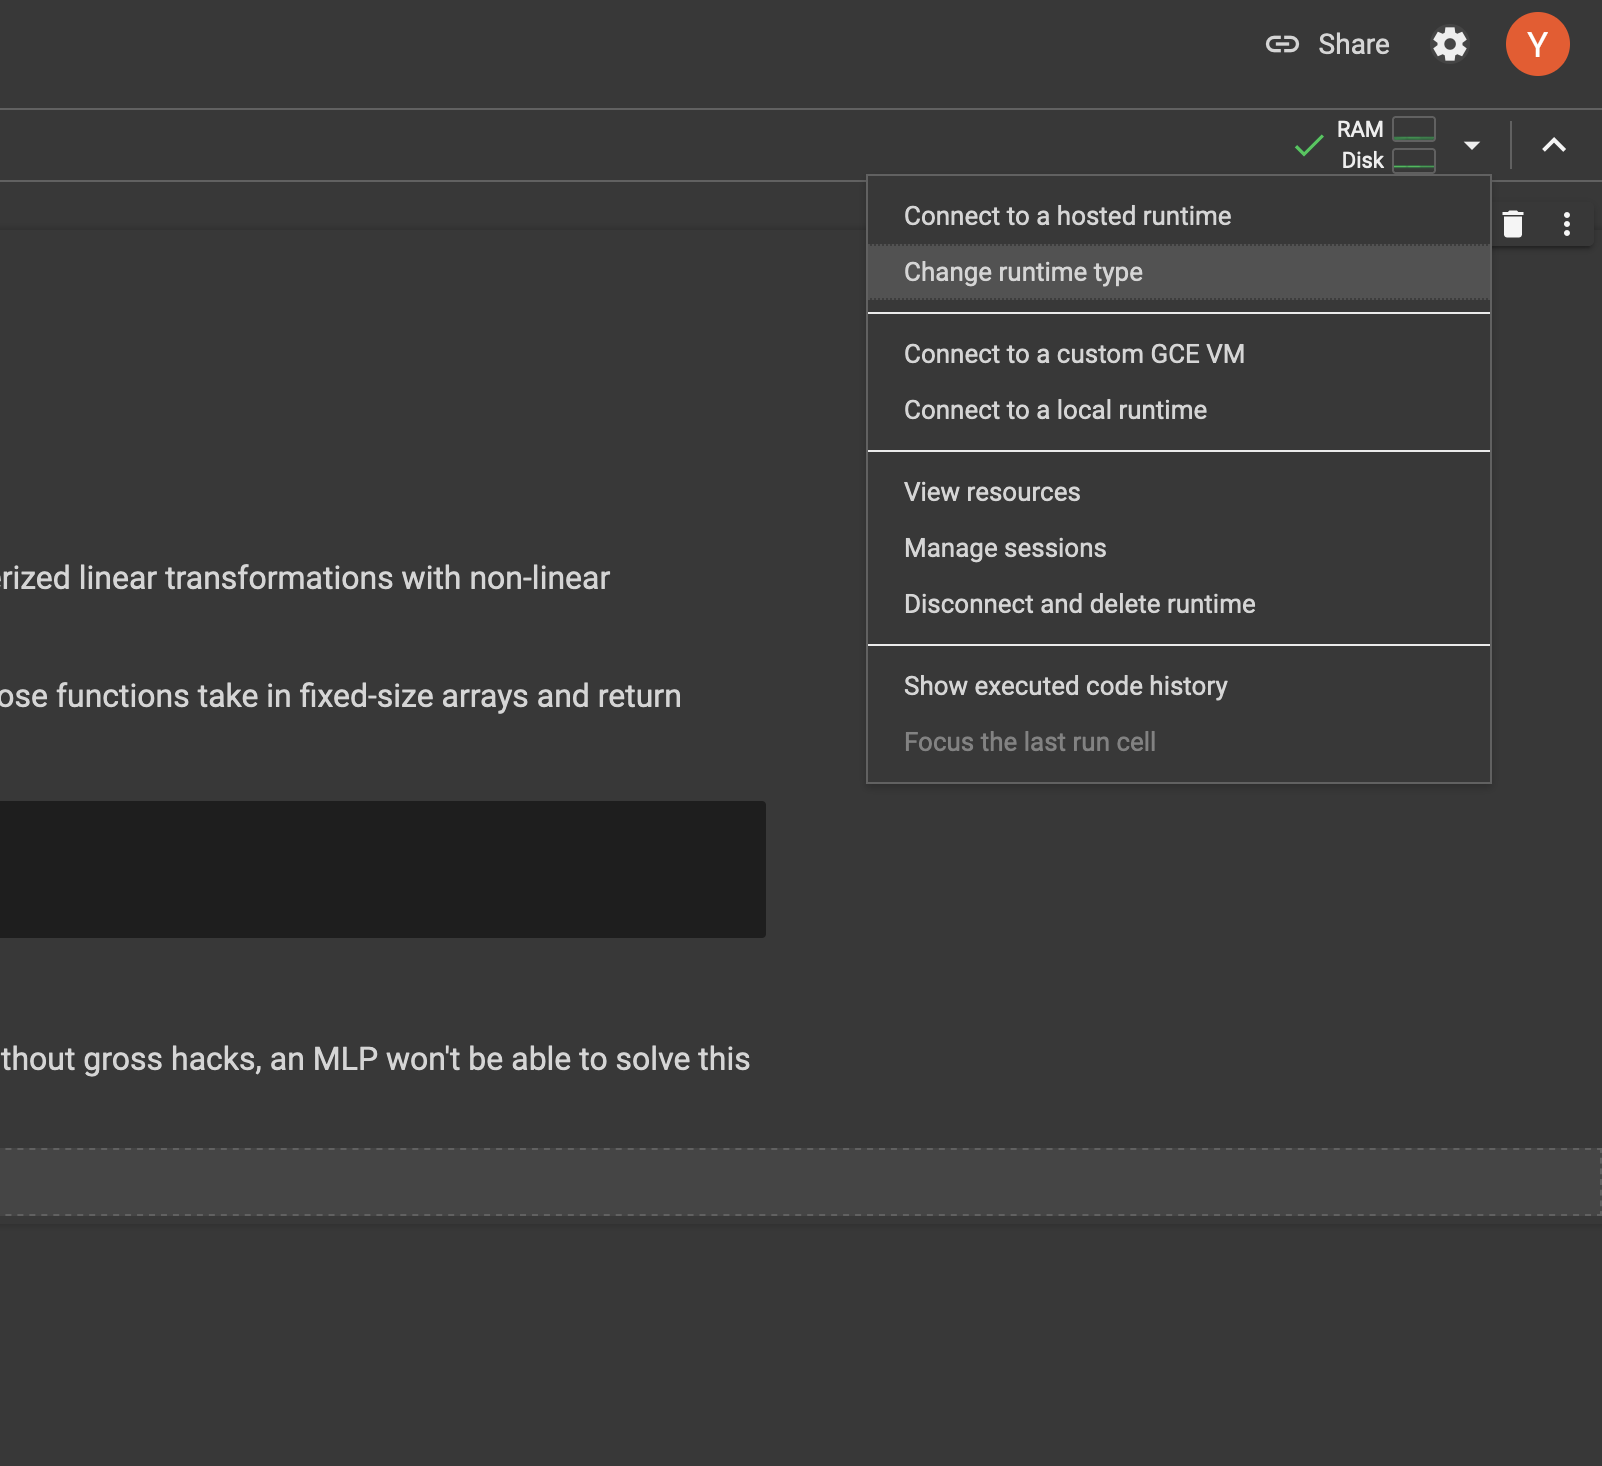 Share
Y
RAM
Disk
Connect to a hosted runtime
Change runtime type
Connect to a custom GCE VM
Connect to a local runtime
View resources
Manage sessions
Disconnect and delete runtime
Show executed code history
Focus the last run cell
erized linear transformations with non-linear
ose functions take in fixed-size arrays and return
thout gross hacks, an MLP won't be able to solve this